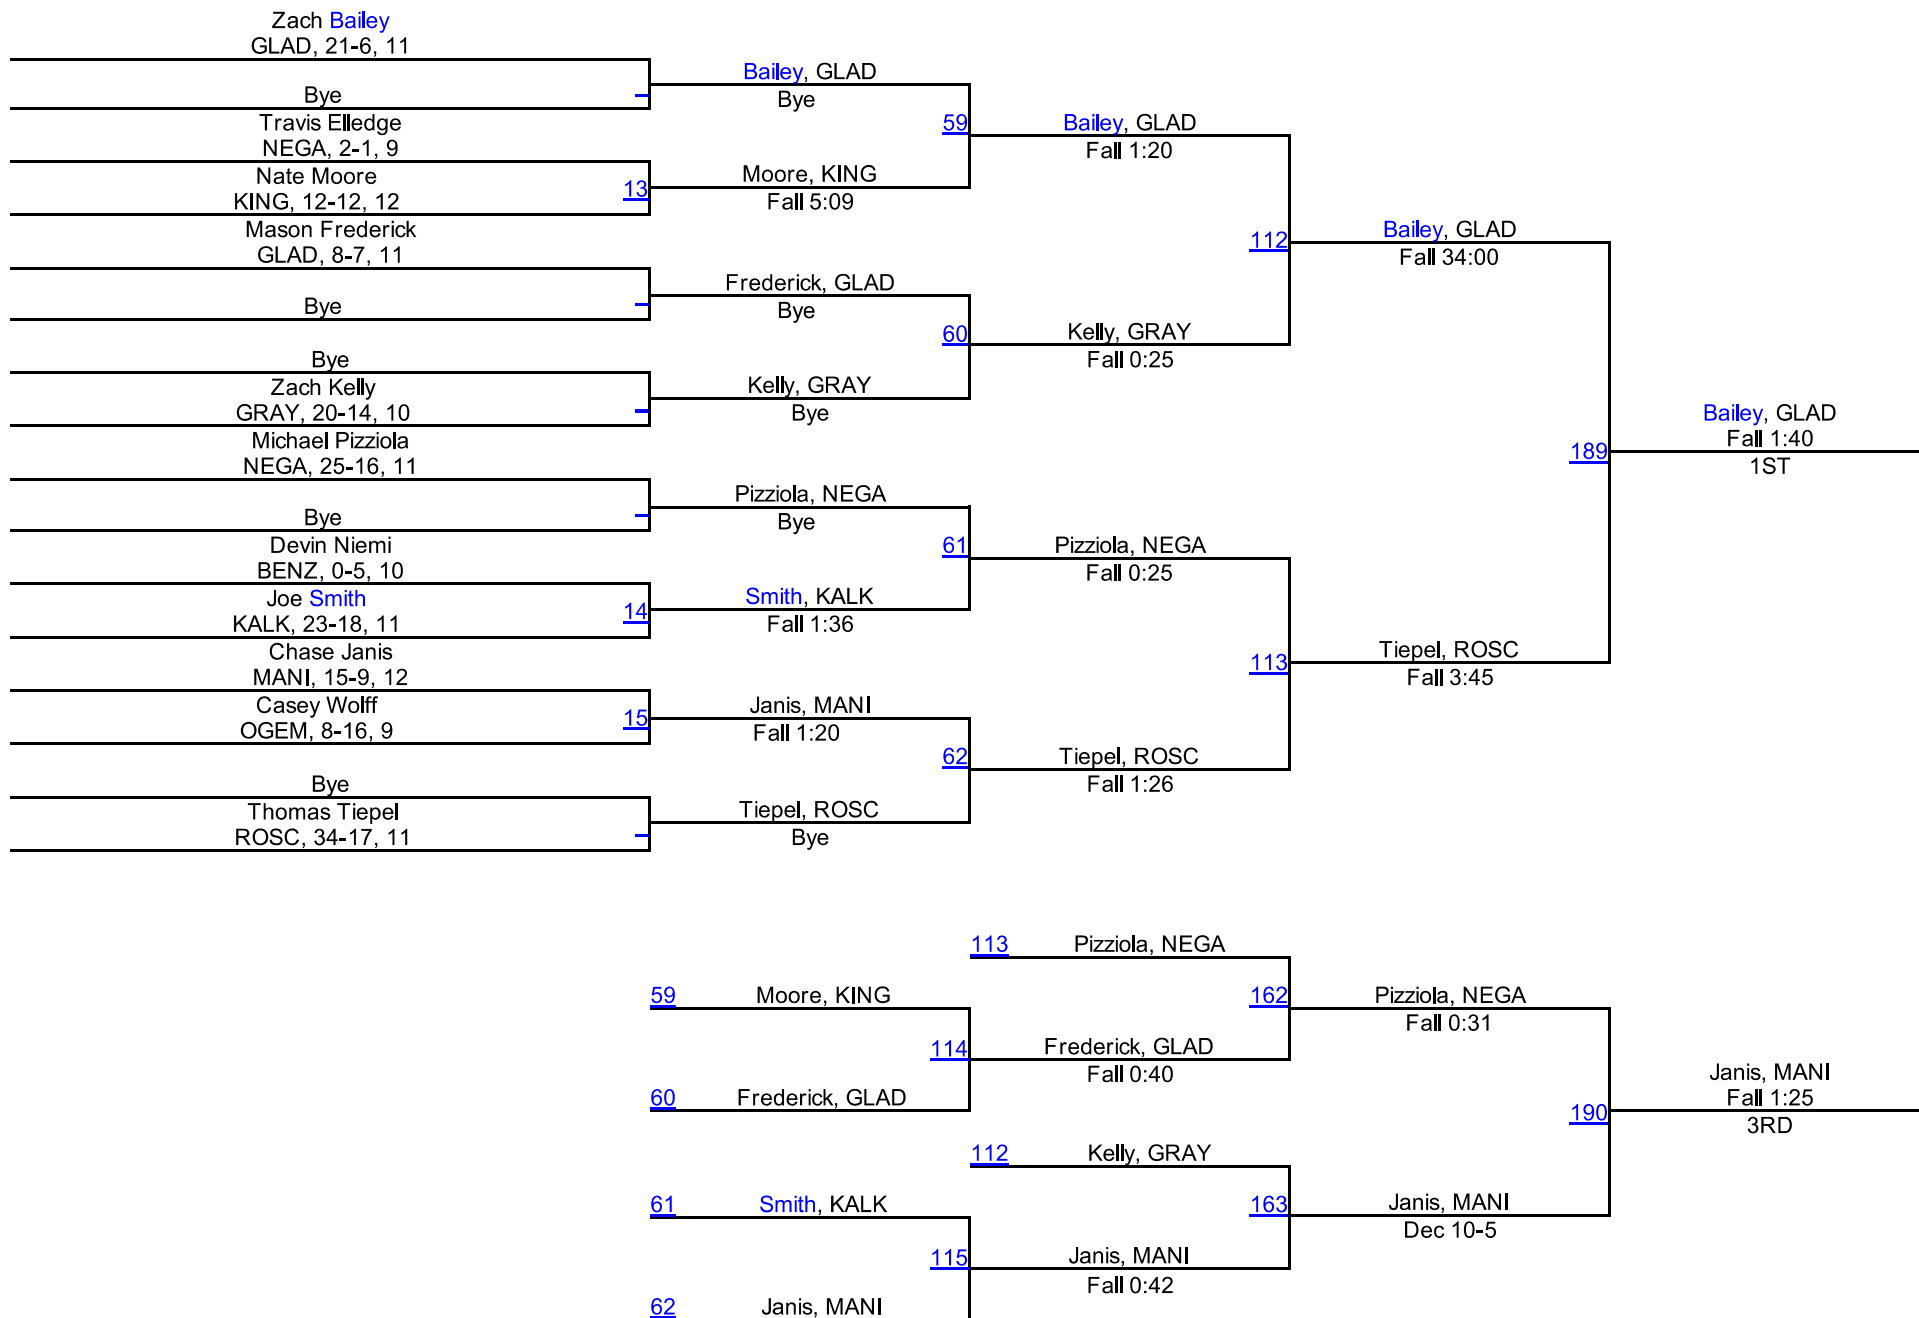 Zach Bailey
GLAD, 21-6, 11
Bye
Travis Elledge
NEGA, 2-1, 9
Nate Moore
KING, 12-12, 12
13
Mason Frederick
GLAD, 8-7, 11
Bye
Bye
Zach Kelly
GRAY, 20-14, 10
Michael Pizziola
NEGA, 25-16, 11
Bye
Devin Niemi
BENZ, 0-5, 10
Joe Smith
KALK, 23-18, 11
14
Chase Janis
MANI, 15-9, 12
Casey Wolff
OGEM, 8-16, 9
15
Bye
Thomas Tiepel
ROSC, 34-17, 11
Bailey, GLAD
Bye
59
Moore, KING
Fall 5:09
Frederick, GLAD
Bye
60
Kelly, GRAY
Bye
Pizziola, NEGA
Bye
61
Smith, KALK
Fall 1:36
Janis, MANI
Fall 1:20
62
Tiepel, ROSC
Bye
Bailey, GLAD
Fall 1:20
112
Kelly, GRAY
Fall 0:25
Pizziola, NEGA
Fall 0:25
113
Tiepel, ROSC
Fall 1:26
Bailey, GLAD
Fall 34:00
189
Tiepel, ROSC
Fall 3:45
Bailey, GLAD
Fall 1:40
1ST
113 Pizziola, NEGA
59 Moore, KING
162
Pizziola, NEGA
Fall 0:31
114
Frederick, GLAD
Fall 0:40
60 Frederick, GLAD
Janis, MANI
Fall 1:25
3RD
190
112 Kelly, GRAY
61 Smith, KALK
163
Janis, MANI
Dec 10-5
115
Janis, MANI
Fall 0:42
62 Janis, MANI